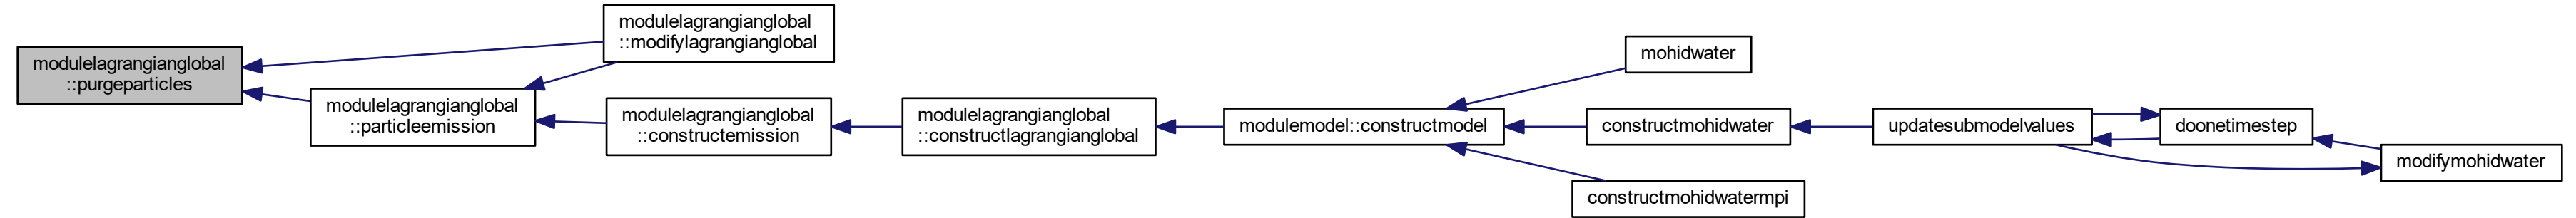 modulelagrangianglobal
::purgeparticles
modulelagrangianglobal
::modifylagrangianglobal
modulelagrangianglobal
::particleemission
modulelagrangianglobal
::constructemission
modulelagrangianglobal
::constructlagrangianglobal
modulemodel::constructmodel
mohidwater
constructmohidwater
constructmohidwatermpi
updatesubmodelvalues
doonetimestep
modifymohidwater